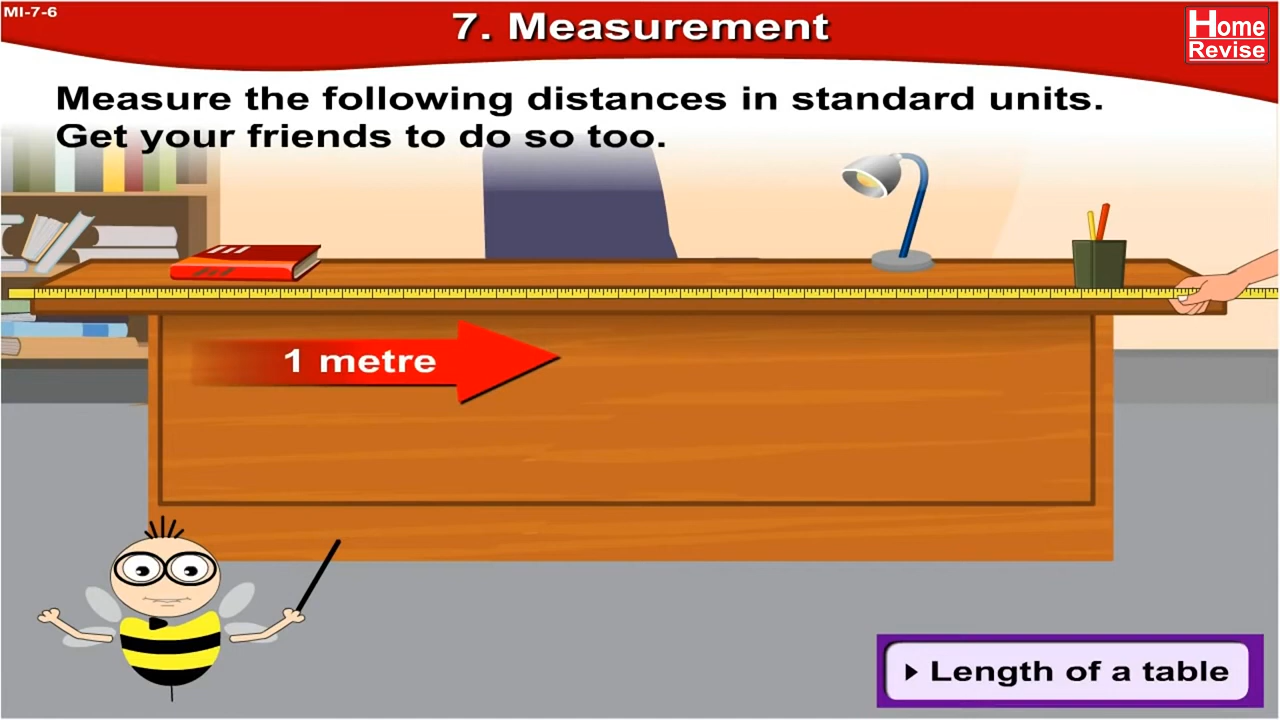 MI-7-6
7. Measurement
Home
Revise
Measure the following distances in standard units.
Get your friends to do so too.
1 metre
Length of a table